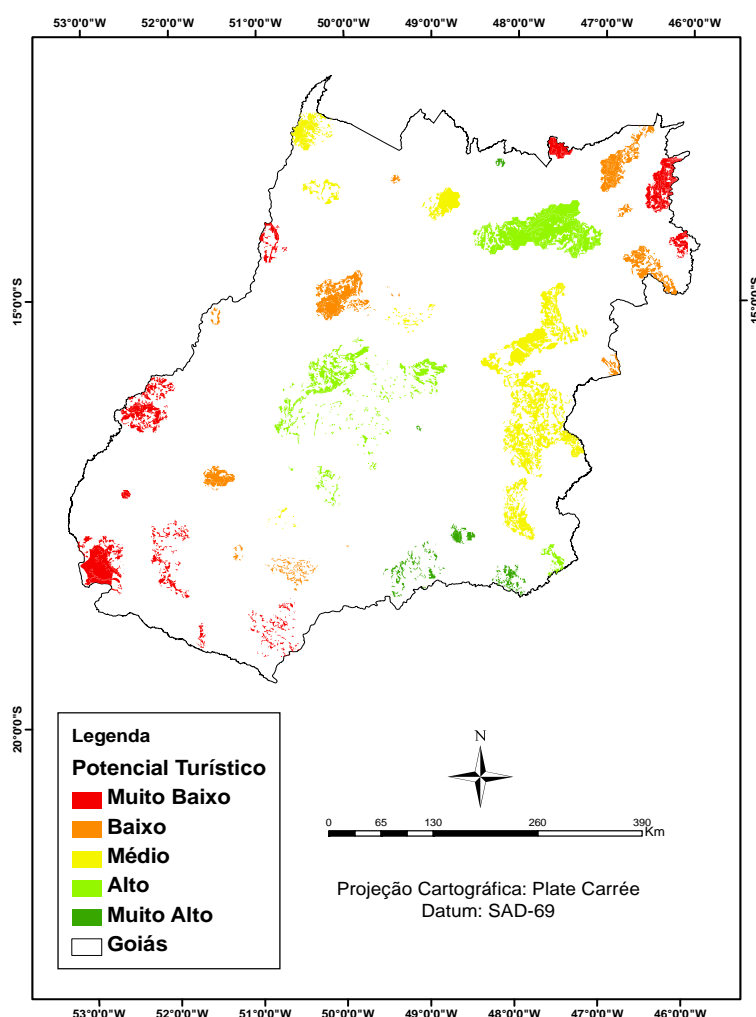 53°0'0"W 52°0'0"W 51°0'0"W 50°0'0"W 49°0'0"W 48°0'0"W 47°0'0"W 46°0'0"W
15°0'0"S 15°0'0"S
20°0'0"S
Legenda
Potencial Turístico
Muito Baixo
Baixo
Médio
Alto
Muito Alto
Goiás
N
0 65 130 260 390
Km
Projeção Cartográfica: Plate Carrée
Datum: SAD-69
53°0'0"W 52°0'0"W 51°0'0"W 50°0'0"W 49°0'0"W 48°0'0"W 47°0'0"W 46°0'0"W